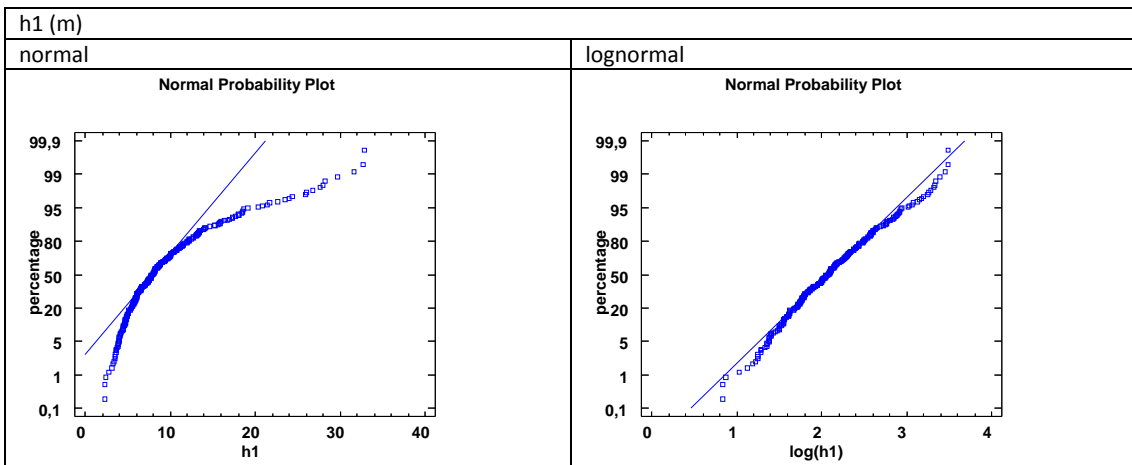 h1 (m)
normal
lognormal
Normal Probability Plot
percentage
99,9
99
95
80
50
20
5
1
0,1
0 10 20 30 40
h1
Normal Probability Plot
percentage
99,9
99
95
80
50
20
5
1
0,1
0 1 2 3 4
log(h1)